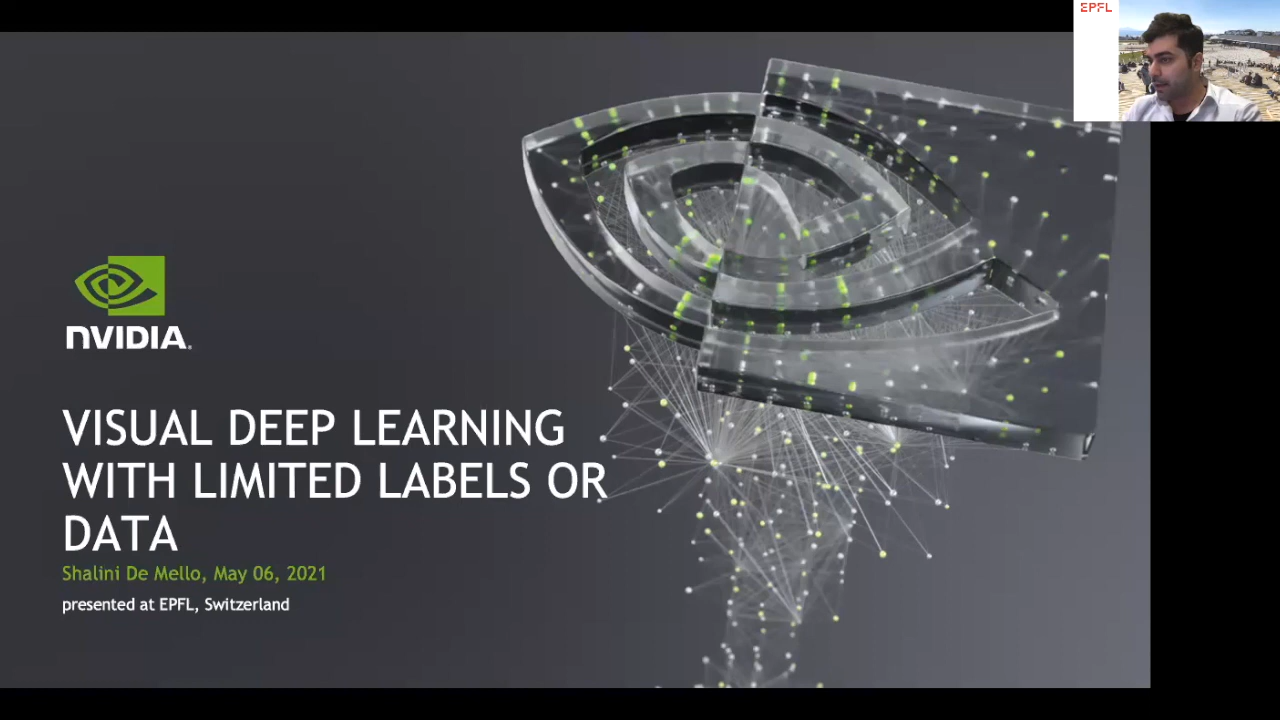 EPFL
NVIDIA.
VISUAL DEEP LEARNING
WITH LIMITED LABELS OR
DATA
Shalini De Mello, May 06, 2021
presented at EPFL, Switzerland